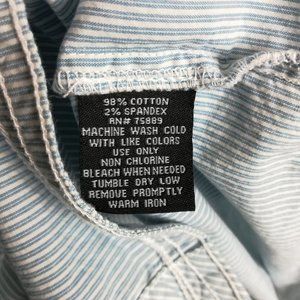 98% COTTON
2% SPANDEX
RN# 75889
MACHINE WASH COLD
WITH LIKE COLORS
USE ONLY
NON CHLORINE
BLEACH WHEN NEEDED
TUMBLE DRY LOW
REMOVE PROMPTLY
WARM IRON